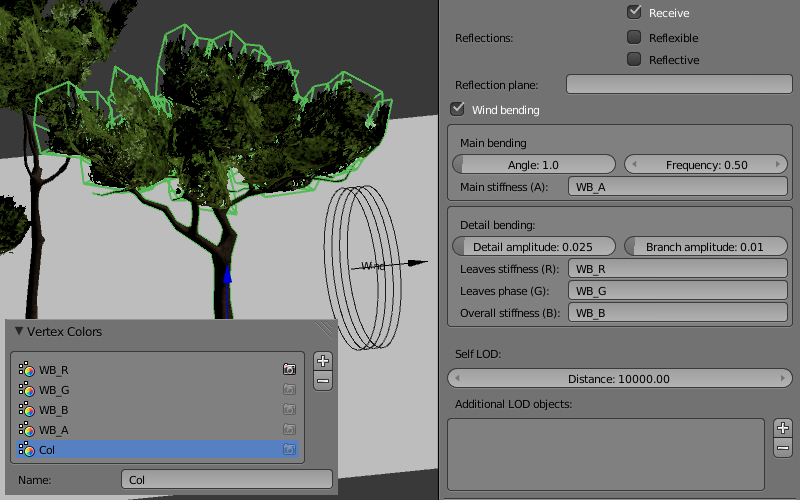 Wind
Vertex Colors
WB_R
WB_G
WB_B
WB_A
Col
Name: Col
Receive
Reflections: Reflexible
Reflective
Reflection plane:
Wind bending
Main bending
Angle: 1.0 Frequency: 0.50
Main stiffness (A): WB_A
Detail bending:
Detail amplitude: 0.025 Branch amplitude: 0.01
Leaves stiffness (R): WB_R
Leaves phase (G): WB_G
Overall stiffness (B): WB_B
Self LOD:
Distance: 10000.00
Additional LOD objects: